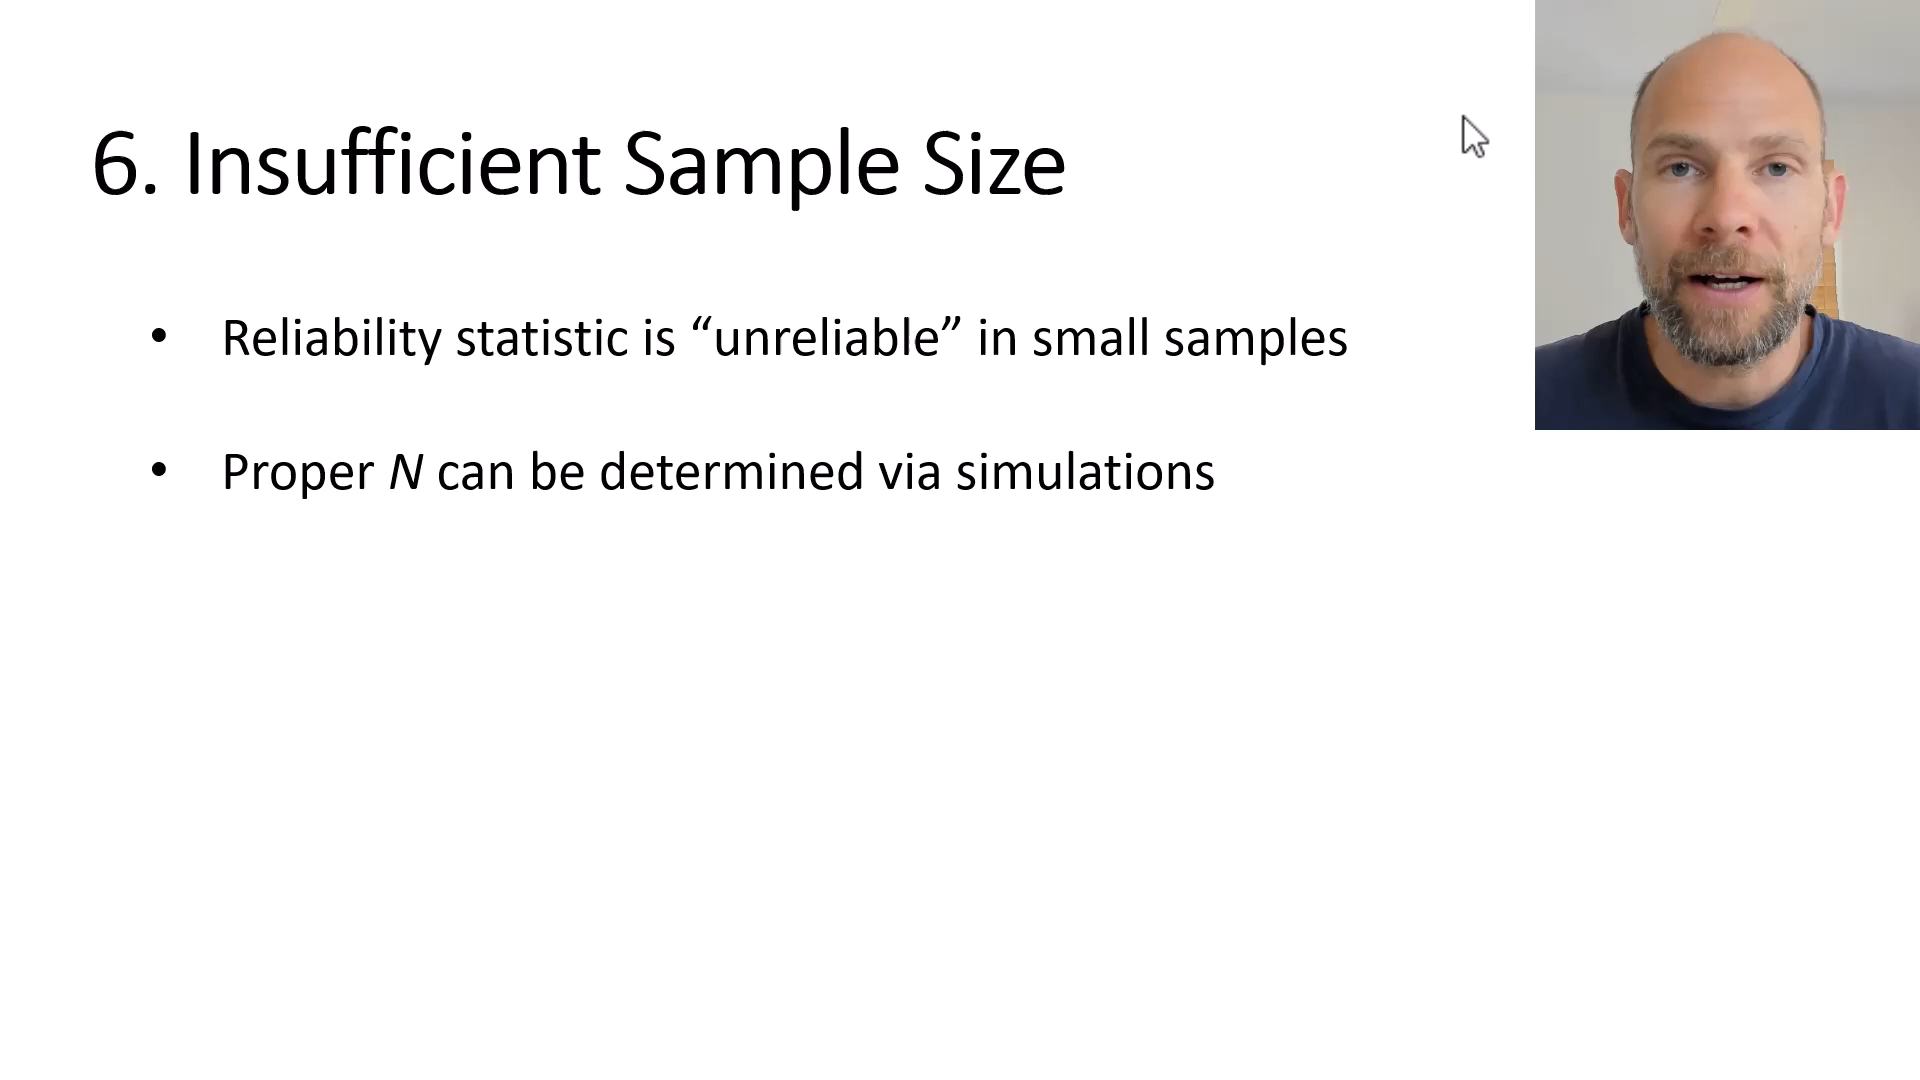 6. Insufficient Sample Size
• Reliability statistic is “unreliable” in small samples
• Proper N can be determined via simulations